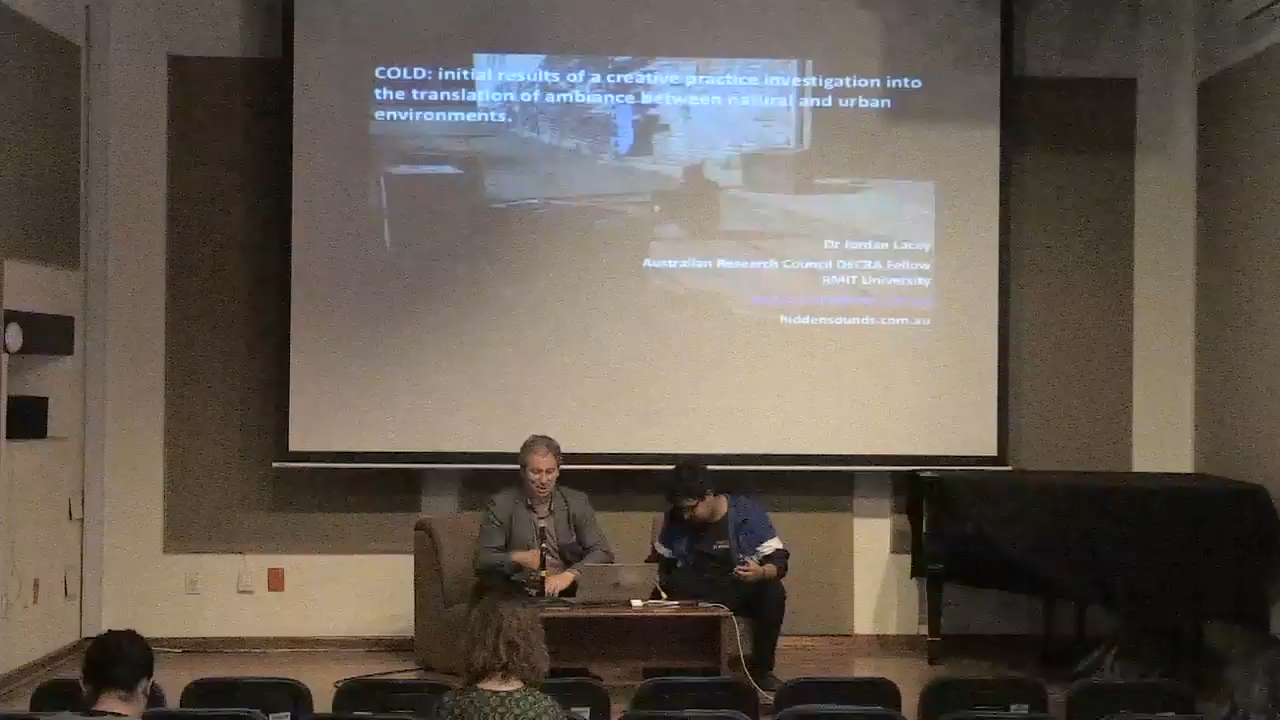 COLD: initial results of a creative practice investigation into
the translation of ambiance between natural and urban
environments.
Dr Jordan Lacey
Australian Research Council DECRA Fellow
RMIT University
hiddensounds.com.au